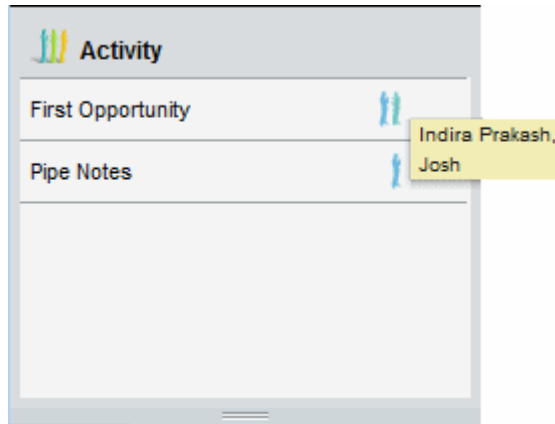 Activity
First Opportunity
Indira Prakash,
Josh
Pipe Notes